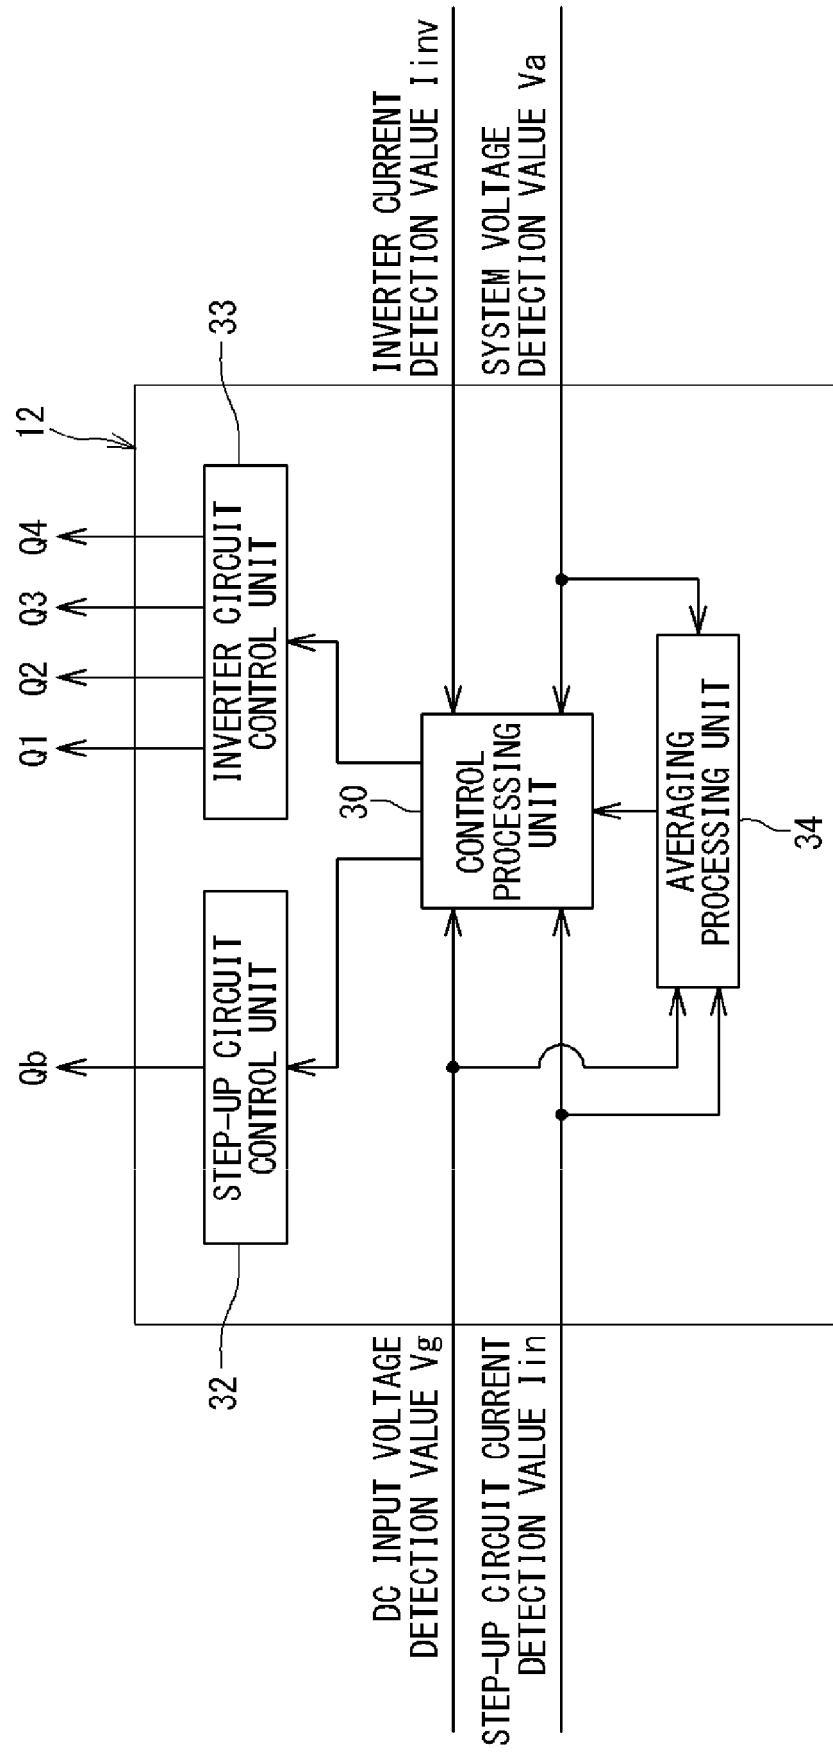 Qb
Q1
Q2
Q3
Q4
12
STEP-UP CIRCUIT
CONTROL UNIT
32
INVERTER CIRCUIT
CONTROL UNIT
33
DC INPUT VOLTAGE
DETECTION VALUE Vg
30
INVERTER CURRENT
DETECTION VALUE Iinv
CONTROL
PROCESSING
UNIT
STEP-UP CIRCUIT CURRENT
DETECTION VALUE Iin
SYSTEM VOLTAGE
DETECTION VALUE Va
AVERAGING
PROCESSING UNIT
34